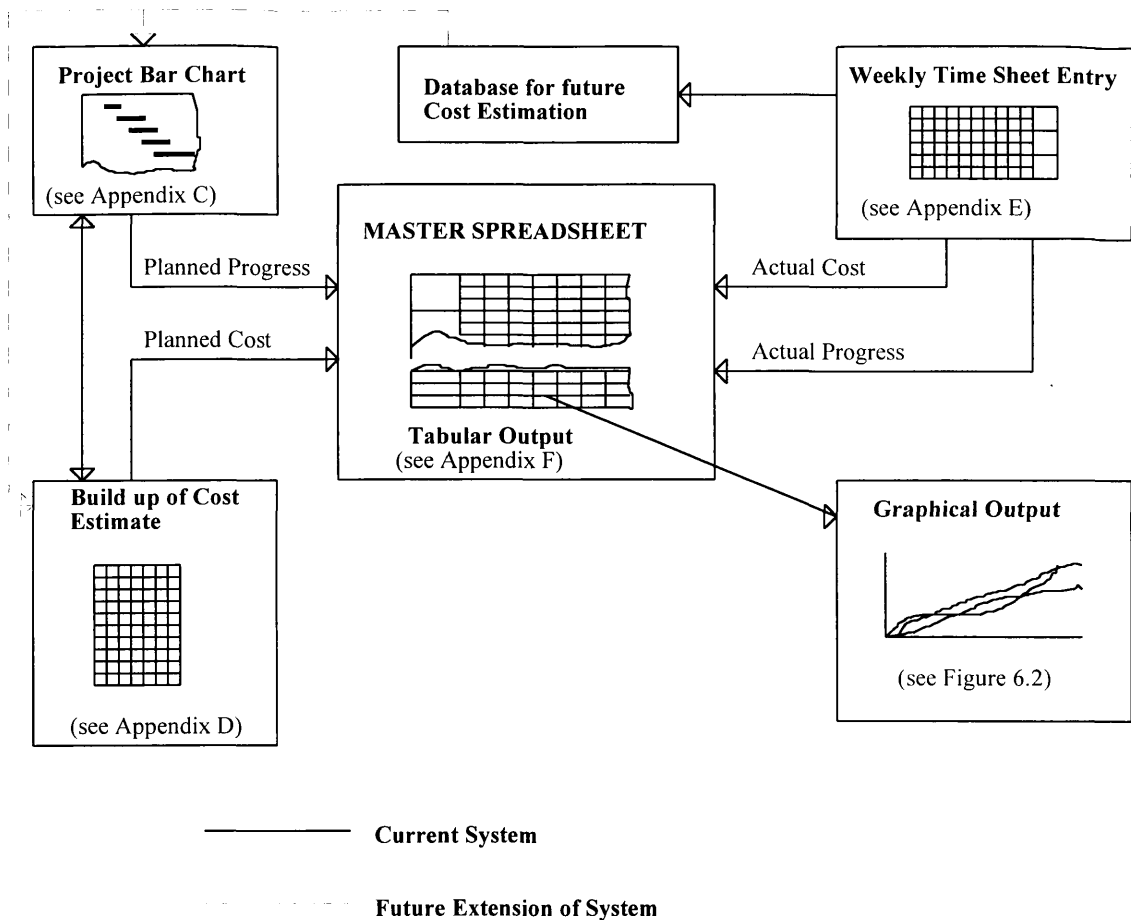 Project Bar Chart
(see Appendix C)
Database for future
Cost Estimation
Weekly Time Sheet Entry
(see Appendix E)
MASTER SPREADSHEET
Planned Progress
Planned Cost
Actual Cost
Actual Progress
Tabular Output
(see Appendix F)
Build up of Cost
Estimate
(see Appendix D)
Graphical Output
(see Figure 6.2)
Current System
Future Extension of System